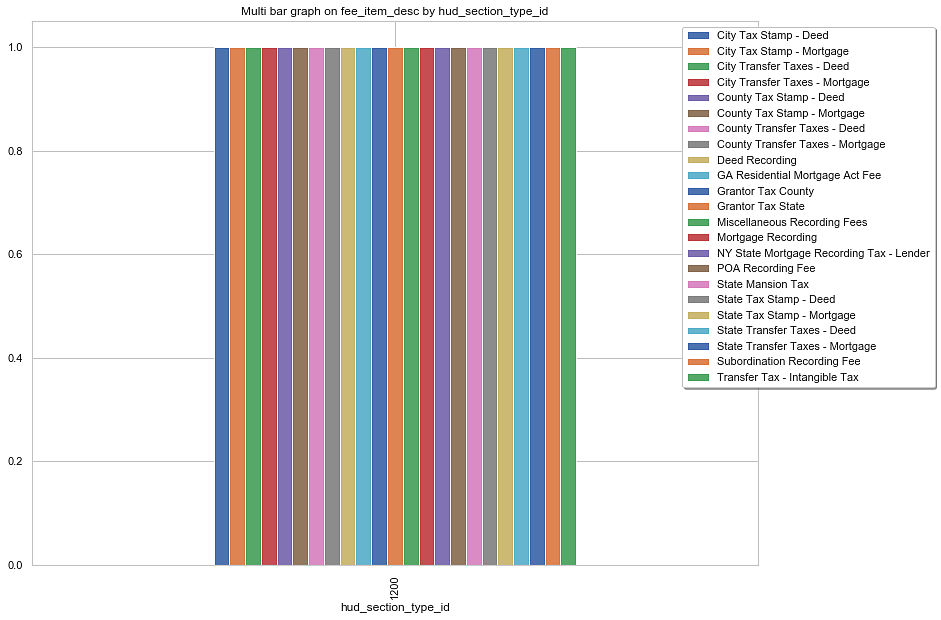 Multi bar graph on fee_item_desc by hud_section_type_id
1.0
0.8
0.6
0.4
0.2
0.0
1200
hud_section_type_id
City Tax Stamp - Deed
City Tax Stamp - Mortgage
City Transfer Taxes - Deed
City Transfer Taxes - Mortgage
County Tax Stamp - Deed
County Tax Stamp - Mortgage
County Transfer Taxes - Deed
County Transfer Taxes - Mortgage
Deed Recording
GA Residential Mortgage Act Fee
Grantor Tax County
Grantor Tax State
Miscellaneous Recording Fees
Mortgage Recording
NY State Mortgage Recording Tax - Lender
POA Recording Fee
State Mansion Tax
State Tax Stamp - Deed
State Tax Stamp - Mortgage
State Transfer Taxes - Deed
State Transfer Taxes - Mortgage
Subordination Recording Fee
Transfer Tax - Intangible Tax